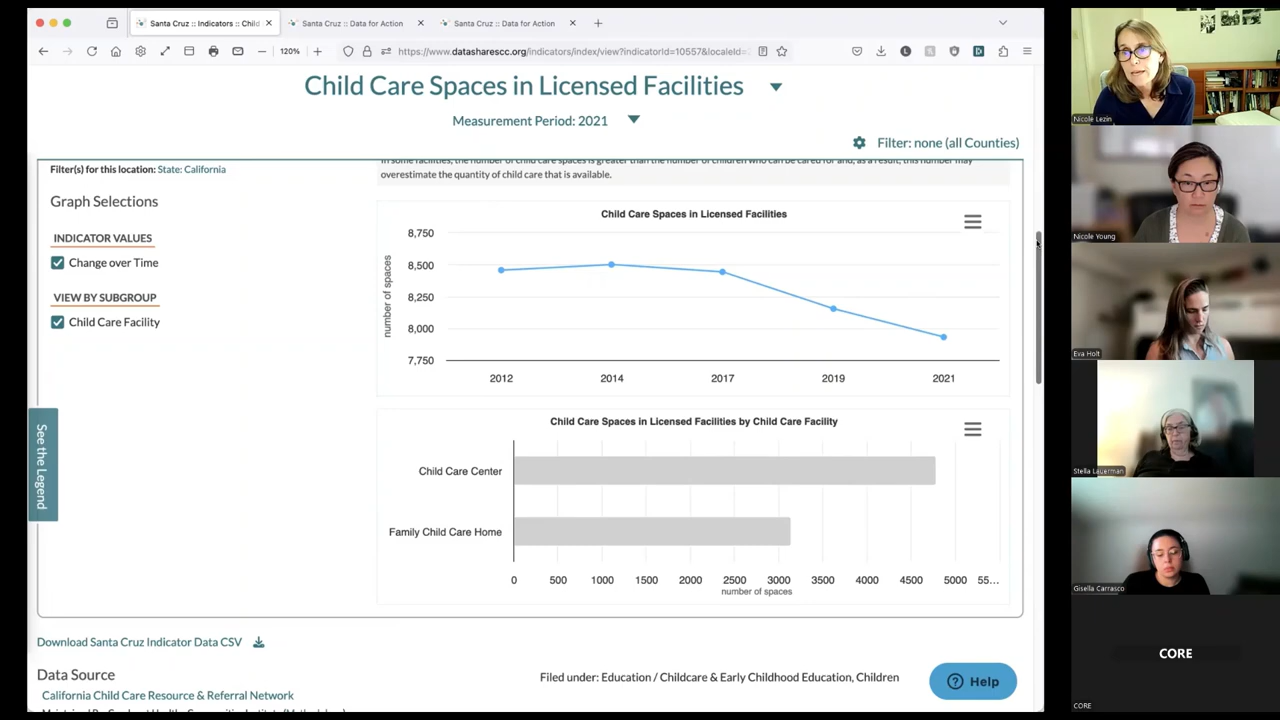 Santa Cruz :: Indicators :: Child
Santa Cruz :: Data for Action
Santa Cruz :: Data for Action
120%
https://www.datasharescc.org/indicators/index/view?indicatorId=10557&localeId=
Child Care Spaces in Licensed Facilities
Measurement Period: 2021
Filter: none (all Counties)
Filter(s) for this location: State: California
In some facilities, the number of child care spaces is greater than the number of children who can be cared for and, as a result, this number may
overestimate the quantity of child care that is available.
Graph Selections
INDICATOR VALUES
Change over Time
VIEW BY SUBGROUP
Child Care Facility
See the Legend
Child Care Spaces in Licensed Facilities
number of spaces
8,750
8,500
8,250
8,000
7,750
2012 2014 2017 2019 2021
Child Care Spaces in Licensed Facilities by Child Care Facility
Child Care Center
Family Child Care Home
0 500 1000 1500 2000 2500 3000 3500 4000 4500 5000 55…
number of spaces
Download Santa Cruz Indicator Data CSV
Data Source
California Child Care Resource & Referral Network
Filed under: Education / Childcare & Early Childhood Education, Children
Help
Nicole Lezin
Nicole Young
Eva Holt
Stella Lauerman
Gisella Carrasco
CORE
CORE